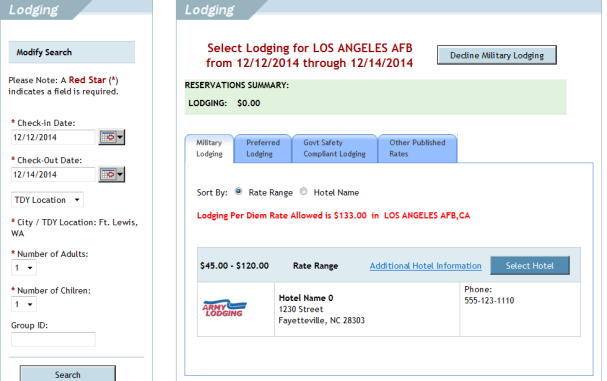 Lodging
Modify Search
Please Note: A Red Star (*)
indicates a field is required.
* Check-In Date:
12/12/2014
* Check-Out Date:
12/14/2014
TDY Location
* City / TDY Location: Ft. Lewis,
WA
* Number of Adults:
1
* Number of Chilren:
1
Group ID:
Search
Lodging
Select Lodging for LOS ANGELES AFB
from 12/12/2014 through 12/14/2014
Decline Military Lodging
RESERVATIONS SUMMARY:
LODGING: $0.00
Military
Lodging
Preferred
Lodging
Govt Safety
Compliant Lodging
Other Published
Rates
Sort By: Rate Range Hotel Name
Lodging Per Diem Rate Allowed is $133.00 in LOS ANGELES AFB,CA
$45.00 - $120.00 Rate Range Additional Hotel Information Select Hotel
ARMY
LODGING
Hotel Name 0
1230 Street
Fayetteville, NC 28303
Phone:
555-123-1110